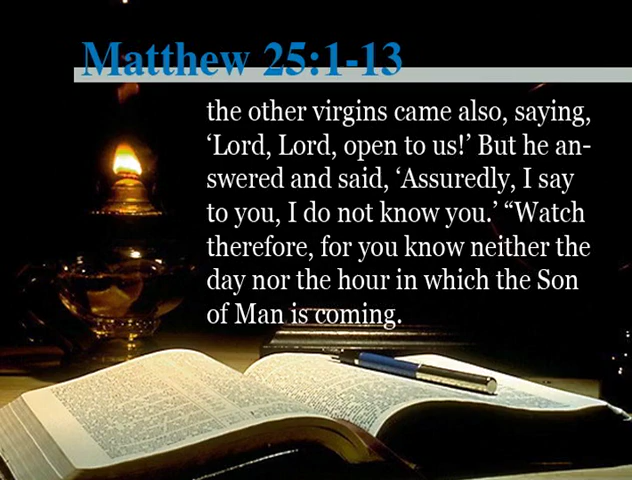 Matthew 25:1-13
the other virgins came also, saying,
‘Lord, Lord, open to us!’ But he an-
swered and said, ‘Assuredly, I say
to you, I do not know you.’ “Watch
therefore, for you know neither the
day nor the hour in which the Son
of Man is coming.